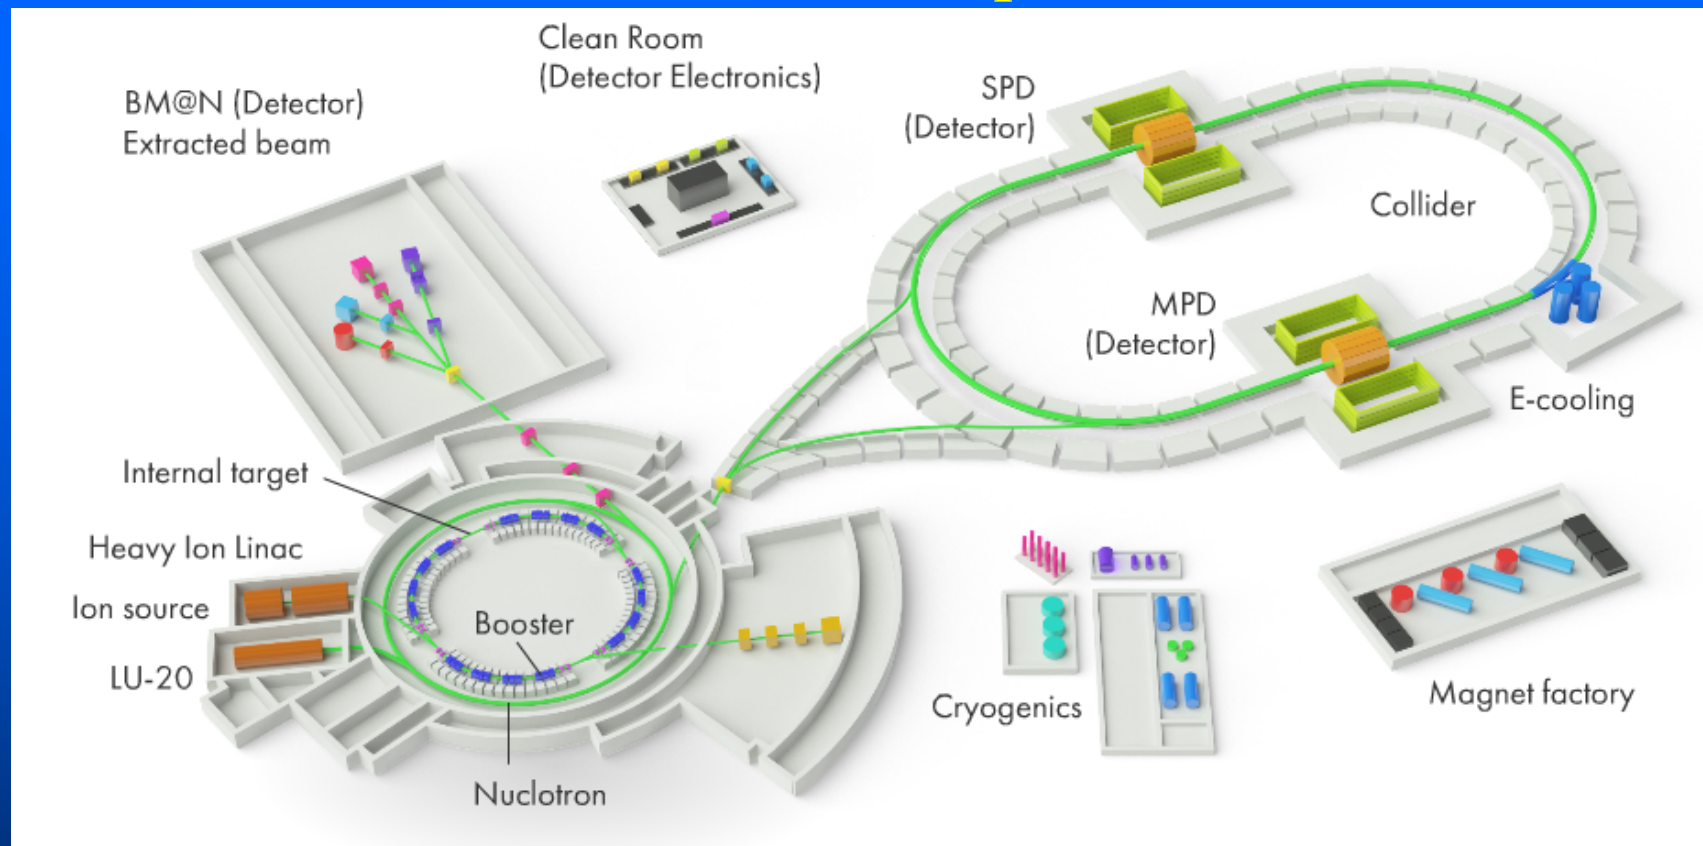 Clean Room
(Detector Electronics)
BM@N (Detector)
Extracted beam
SPD
(Detector)
Collider
MPD
(Detector)
E-cooling
Internal target
Heavy Ion Linac
Ion source
LU-20
Booster
Nuclotron
Cryogenics
Magnet factory